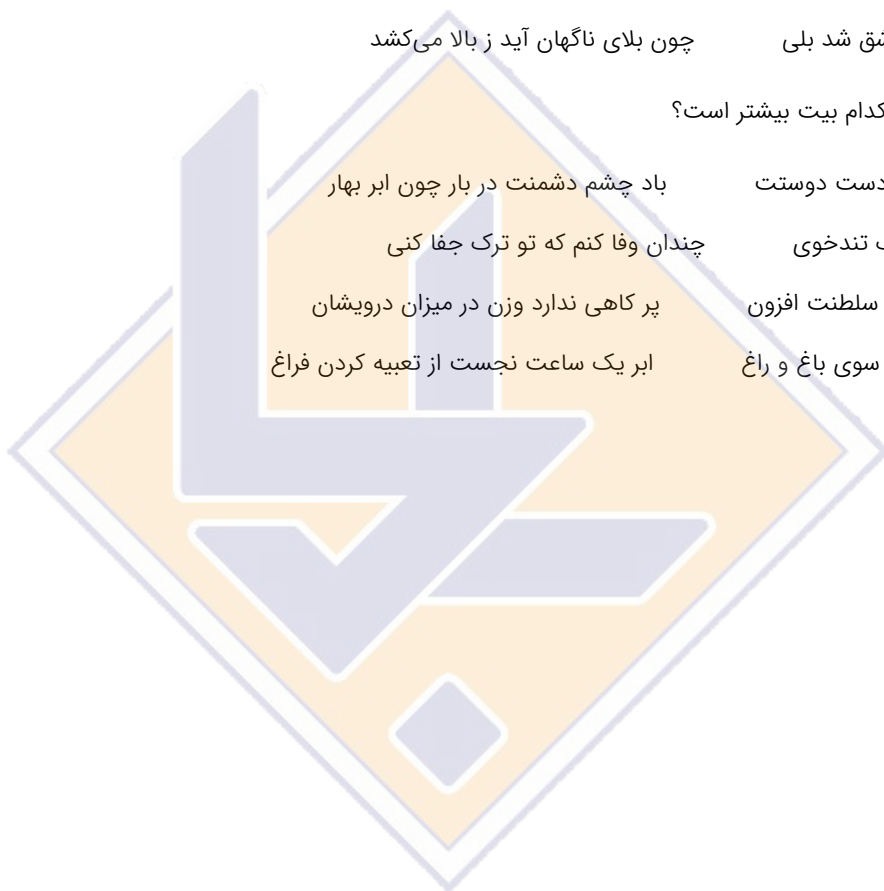 شد بلی چون بلای ناگهان آید ز بالا می‌کشد
کدام بیت بیشتر است؟
دست دوستت باد چشم دشمنت در بار چون ابر بهار
تندخوی چندان وفا کنم که تو ترک جفا کنی
سلطنت افزون پر کاهی ندارد وزن در میزان درویشان
سوی باغ و راغ ابر یک ساعت نجست از تعبیه کردن فراغ